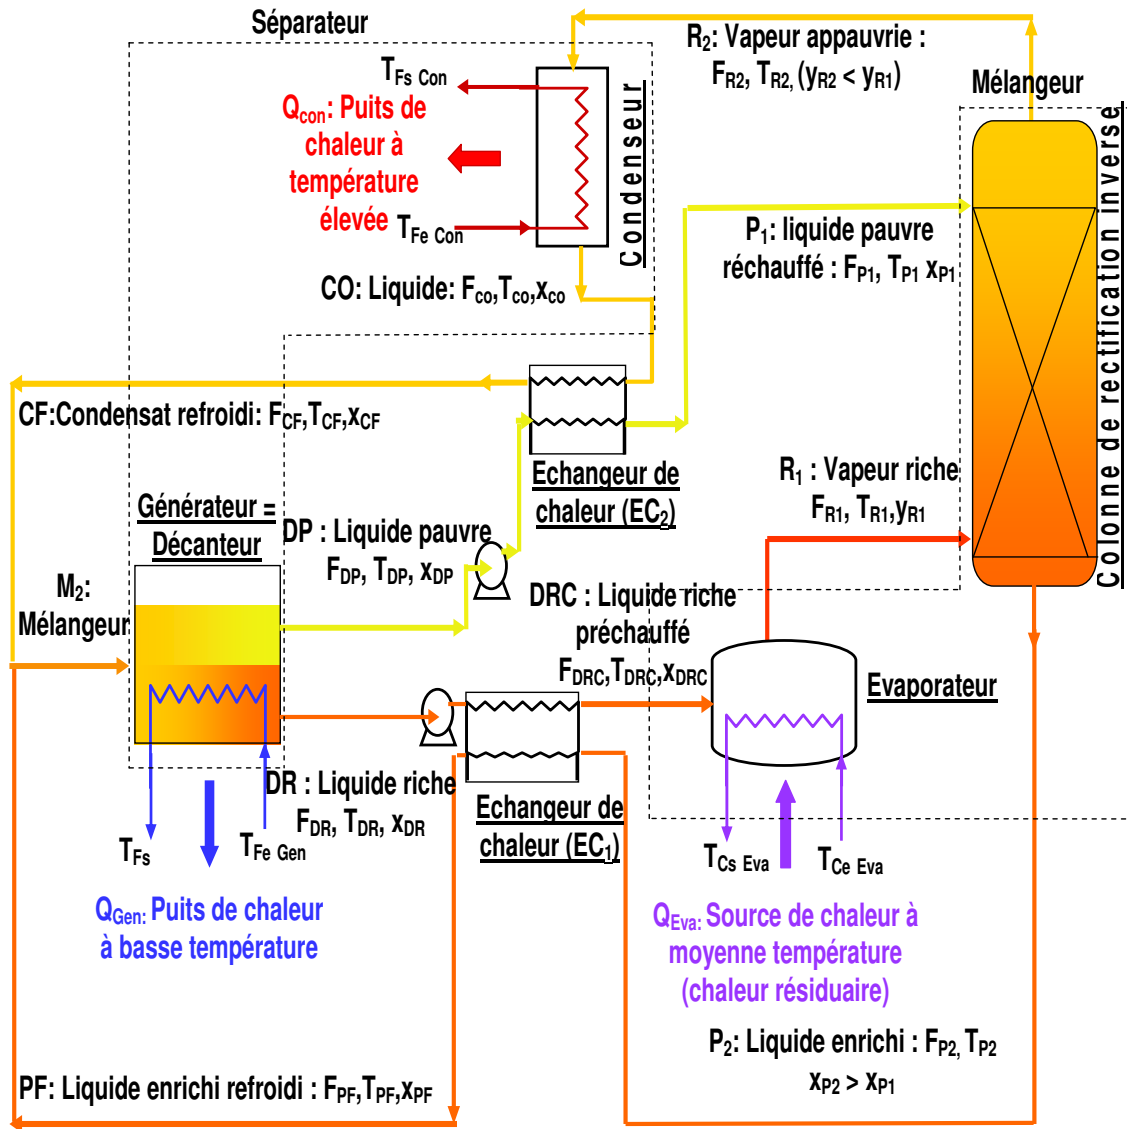 Séparateur
R2: Vapeur appauvrie :
FR2, TR2, (yR2 < yR1)
Mélangeur
TFs Con
Qcon: Puits de
chaleur à
température
élevée
TFe Con
Condenseur
Colonne de rectification inverse
P1: liquide pauvre
réchauffé : FP1, TP1 xP1
CO: Liquide: Fco,Tco,xco
CF:Condensat refroidi: FCF,TCF,xCF
Echangeur de
chaleur (EC2)
R1 : Vapeur riche
FR1, TR1,yR1
Générateur =
Décanteur
DP : Liquide pauvre
FDP, TDP, xDP
M2:
Mélangeur
DRC : Liquide riche
préchauffé
FDRC,TDRC,xDRC
Evaporateur
DR : Liquide riche
FDR, TDR, xDR
Echangeur de
chaleur (EC1)
TFs
TFe Gen
TCs Eva
TCe Eva
QGen: Puits de chaleur
à basse température
QEva: Source de chaleur à
moyenne température
(chaleur résiduaire)
P2: Liquide enrichi : FP2, TP2
xP2 > xP1
PF: Liquide enrichi refroidi : FPF,TPF,xPF